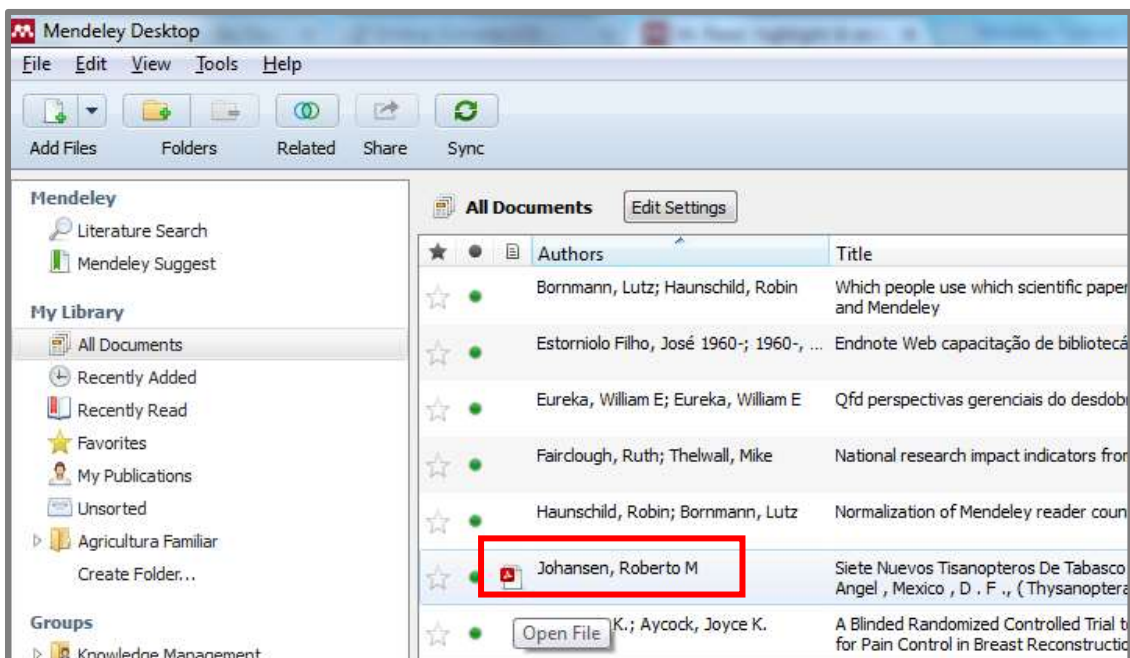 Mendeley Desktop
File Edit View Tools Help
Add Files Folders Related Share Sync
Mendeley
Literature Search
Mendeley Suggest
My Library
All Documents
Recently Added
Recently Read
Favorites
My Publications
Unsorted
Agricultura Familiar
Create Folder...
Groups
Knowledge Management
All Documents Edit Settings
Authors Title
Bornmann, Lutz; Haunschild, Robin Which people use which scientific paper
and Mendeley
Estorniolo Filho, José 1960-; 1960-, ... Endnote Web capacitação de bibliotecá
Eureka, William E; Eureka, William E Qfd perspectivas gerenciais do desdob
Fairclough, Ruth; Thelwall, Mike National research impact indicators from
Haunschild, Robin; Bornmann, Lutz Normalization of Mendeley reader coun
Johansen, Roberto M Siete Nuevos Tisanopteros De Tabasco
Angel , Mexico , D . F ., ( Thysanoptera
K.; Aycock, Joyce K. A Blinded Randomized Controlled Trial t
for Pain Control in Breast Reconstructio
Open File